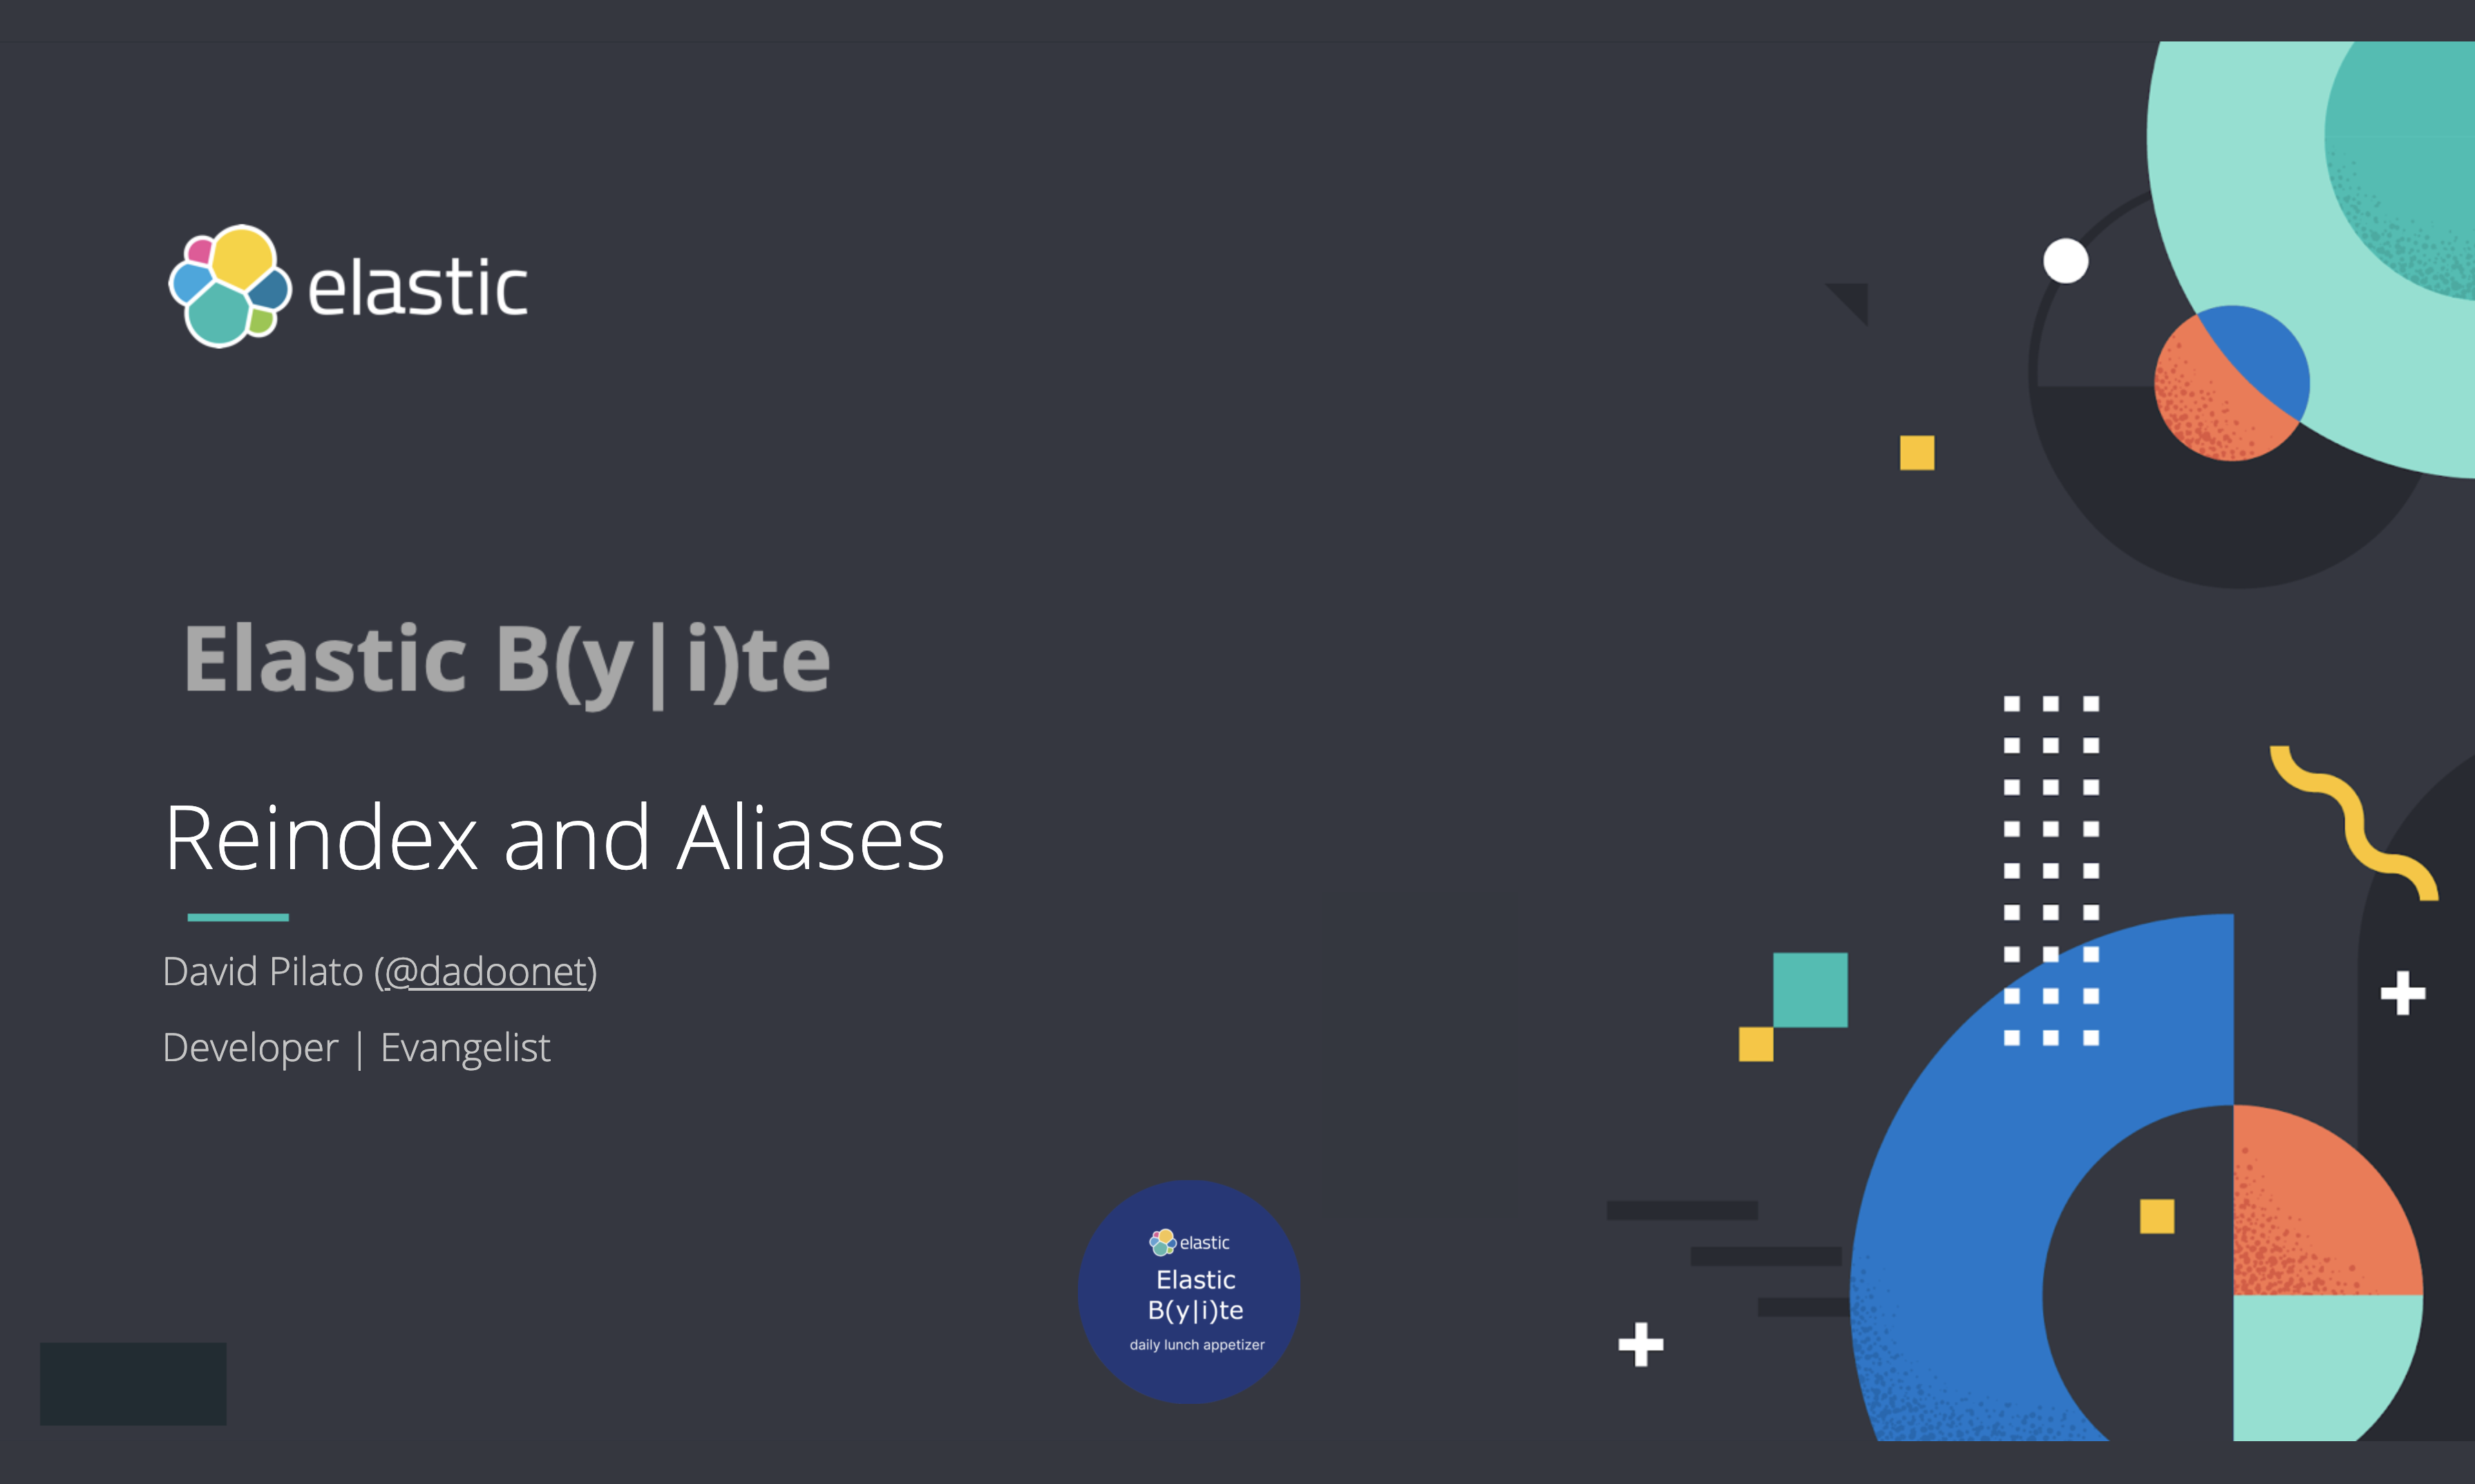 elastic
Elastic B(y|i)te
Reindex and Aliases
David Pilato (@dadoonet)
Developer | Evangelist
elastic
Elastic
B(y|i)te
daily lunch appetizer